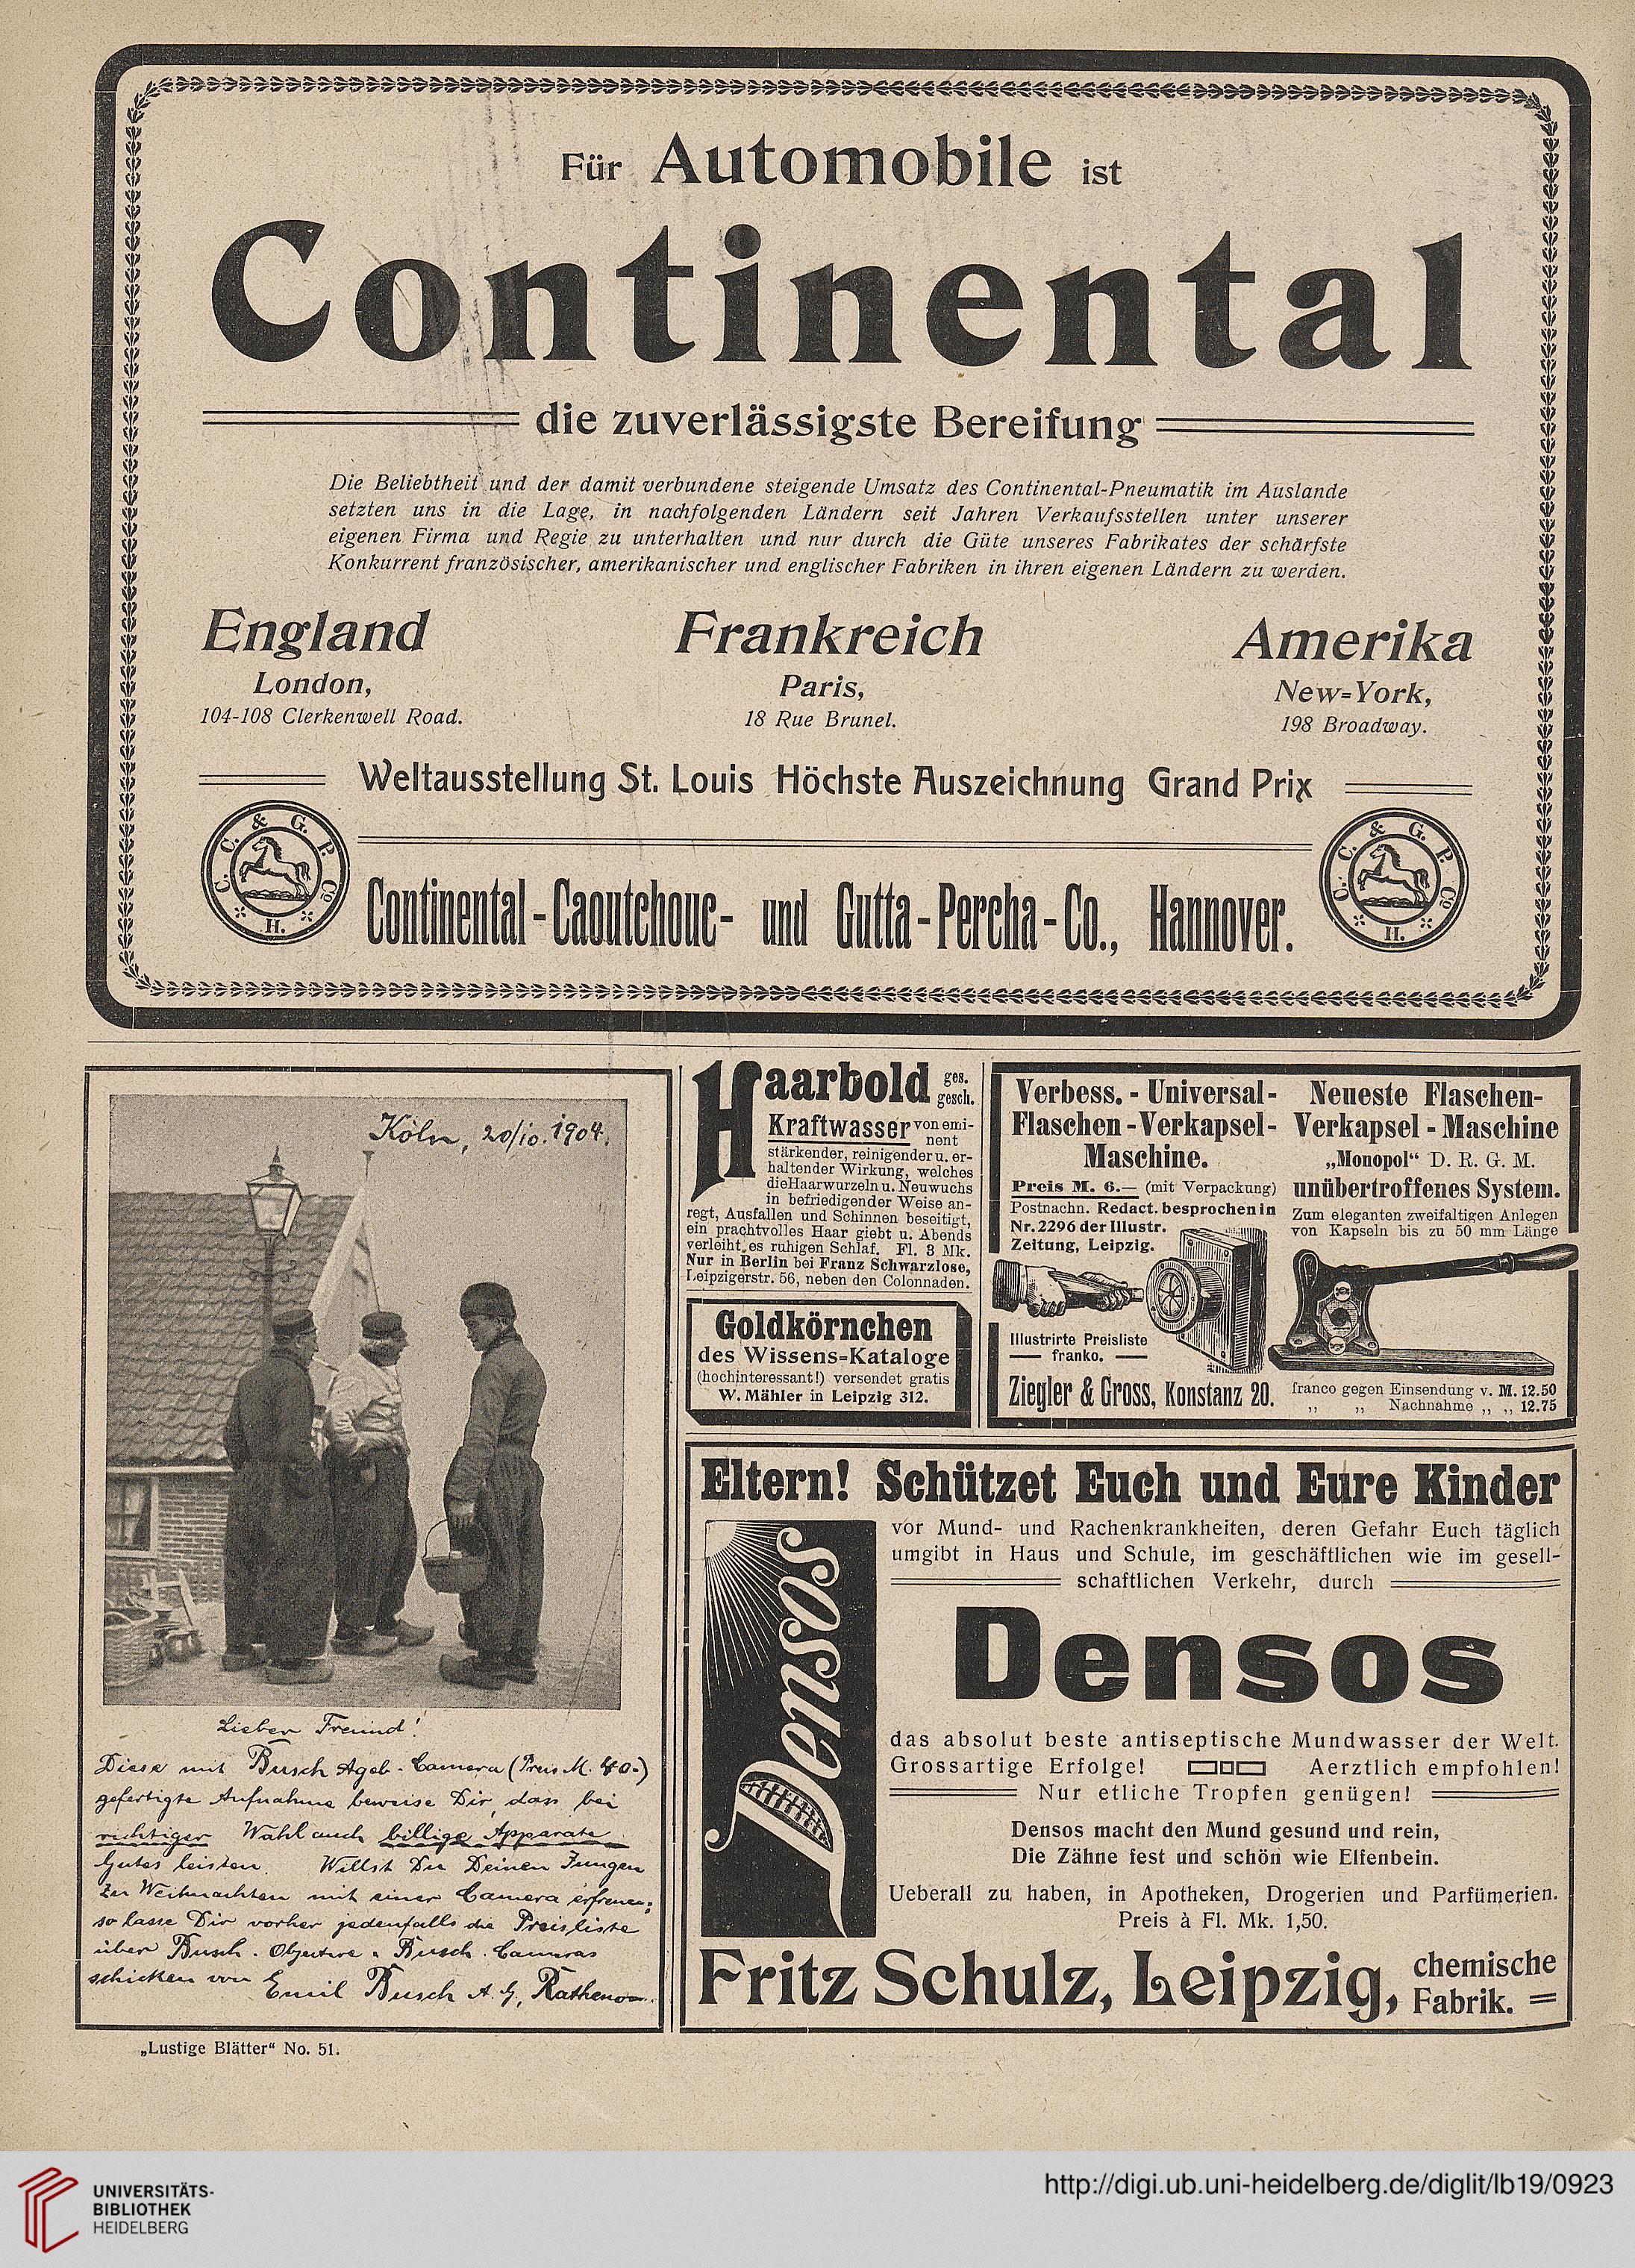 Für Automobile ist
Continental
die zuverlässigste Bereifung
Die Beliebtheit und der damit verbundene steigende Umsatz des Continental-Pneumatik im Auslande
setzten uns in die Lage, in nachfolgenden Ländern seit Jahren Verkaufsstellen unter unserer
eigenen Firma und Regie zu unterhalten und nur durch die Güte unseres Fabrikates der schärfste
Konkurrent französischer, amerikanischer und englischer Fabriken in ihren eigenen Ländern zu werden.
England
London,
104-108 Clerkenwell Road.
Frankreich
Paris,
18 Rue Brunel.
Amerika
New-York,
198 Broadway.
Weltausstellung St. Louis Höchste Auszeichnung Grand Prix
C. C. & G. P. Co H.
Continental-Caoutchouc- und Gutta-Percha-Co., Hannover.
C. C. & G. P. Co H.
Köln, 20/10. 1904.
Lieber Freund!
Diese mit Busch Ageb.-Camera (Preis M. 40.-)
gefertigte Aufnahme beweise Dir, dass bei
richtiger Wahl auch billige Apparate
Gutes leisten. Willst Du Deinen Jungen
zu Weihnachten mit einer Camera erfreuen,
so lasse Dir vorher jedenfalls die Preisliste
über Busch-Objective u. Busch-Cameras
schicken von Emil Busch A. G., Rathenow.
Haarbold ges. gesch.
Kraftwasser von emi-
nent
stärkender, reinigender u. er-
haltender Wirkung, welches
die Haarwurzeln u. Neuwuchs
in befriedigender Weise an-
regt, Ausfallen und Schinnen beseitigt,
ein prachtvolles Haar giebt u. Abends
verleiht es ruhigen Schlaf. Fl. 3 Mk.
Nur in Berlin bei Franz Schwarzlose,
Leipzigerstr. 56, neben den Colonnaden.
Goldkörnchen
des Wissens-Kataloge
(hochinteressant!) versendet gratis
W. Mähler in Leipzig 312.
Verbess.-Universal-
Flaschen-Verkapsel-
Maschine.
Preis M. 6.— (mit Verpackung)
Postnachn. Redact. besprochen in
Nr. 2296 der Illustr.
Zeitung, Leipzig.
Illustrirte Preisliste
franko.
Ziegler & Gross, Konstanz 20.
Neueste Flaschen-
Verkapsel-Maschine
„Monopol“ D. R. G. M.
unübertroffenes System.
Zum eleganten zweifaltigen Anlegen
von Kapseln bis zu 50 mm Länge
franco gegen Einsendung v. M. 12.50
„ „ Nachnahme „ „ 12.75
Eltern! Schützet Euch und Eure Kinder
vor Mund- und Rachenkrankheiten, deren Gefahr Euch täglich
umgibt in Haus und Schule, im geschäftlichen wie im gesell-
schaftlichen Verkehr, durch
Densos
Densos
das absolut beste antiseptische Mundwasser der Welt.
Grossartige Erfolge! Aerztlich empfohlen!
Nur etliche Tropfen genügen!
Densos macht den Mund gesund und rein,
Die Zähne fest und schön wie Elfenbein.
Ueberall zu haben, in Apotheken, Drogerien und Parfümerien.
Preis à Fl. Mk. 1,50.
Fritz Schulz, Leipzig, chemische
Fabrik.
„Lustige Blätter“ No. 51.
UNIVERSITÄTS-
BIBLIOTHEK
HEIDELBERG
http://digi.ub.uni-heidelberg.de/diglit/lb19/0923